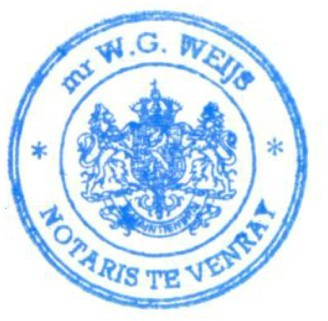 mr W.G. WEIJS
* *
NOTARIS TE VENRAY